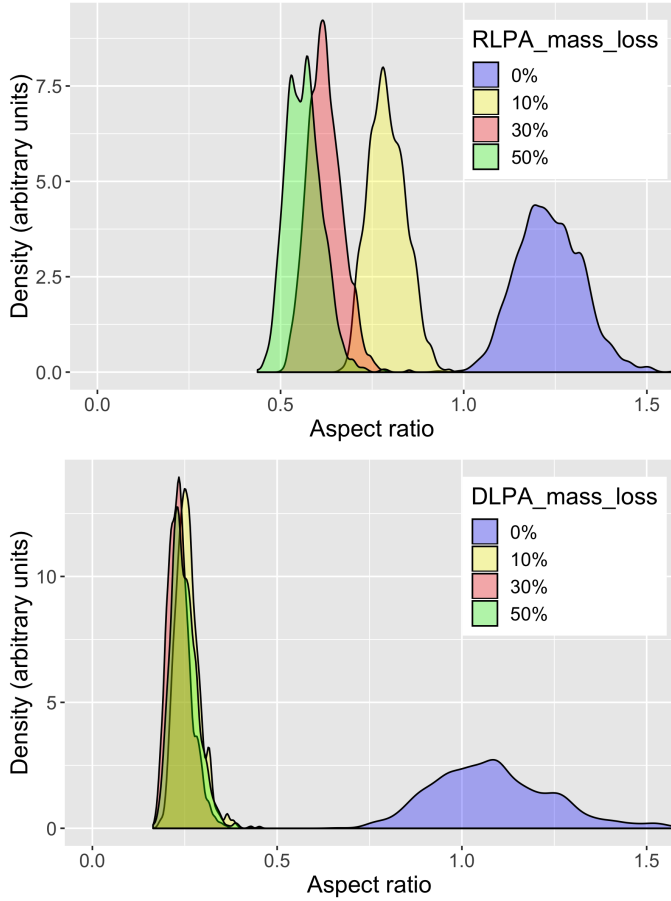 RLPA_mass_loss
0%
10%
30%
50%
7.5
5.0
2.5
0.0
Density (arbitrary units)
0.0 0.5 1.0 1.5
Aspect ratio
DLPA_mass_loss
0%
10%
30%
50%
10
5
0
Density (arbitrary units)
0.0 0.5 1.0 1.5
Aspect ratio